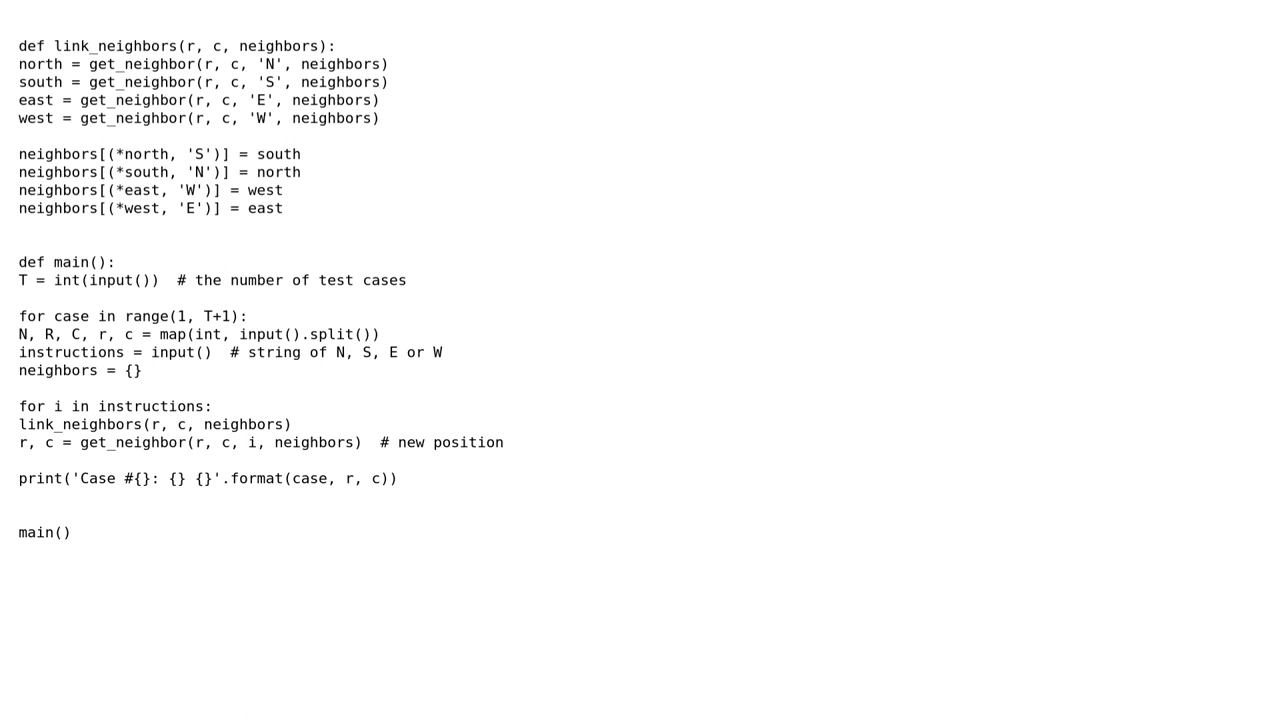 def link_neighbors(r, c, neighbors):
north = get_neighbor(r, c, 'N', neighbors)
south = get_neighbor(r, c, 'S', neighbors)
east = get_neighbor(r, c, 'E', neighbors)
west = get_neighbor(r, c, 'W', neighbors)

neighbors[(*north, 'S')] = south
neighbors[(*south, 'N')] = north
neighbors[(*east, 'W')] = west
neighbors[(*west, 'E')] = east

def main():
T = int(input())  # the number of test cases

for case in range(1, T+1):
N, R, C, r, c = map(int, input().split())
instructions = input()  # string of N, S, E or W
neighbors = {}

for i in instructions:
link_neighbors(r, c, neighbors)
r, c = get_neighbor(r, c, i, neighbors)  # new position

print('Case #{}: {} {}'.format(case, r, c))

main()